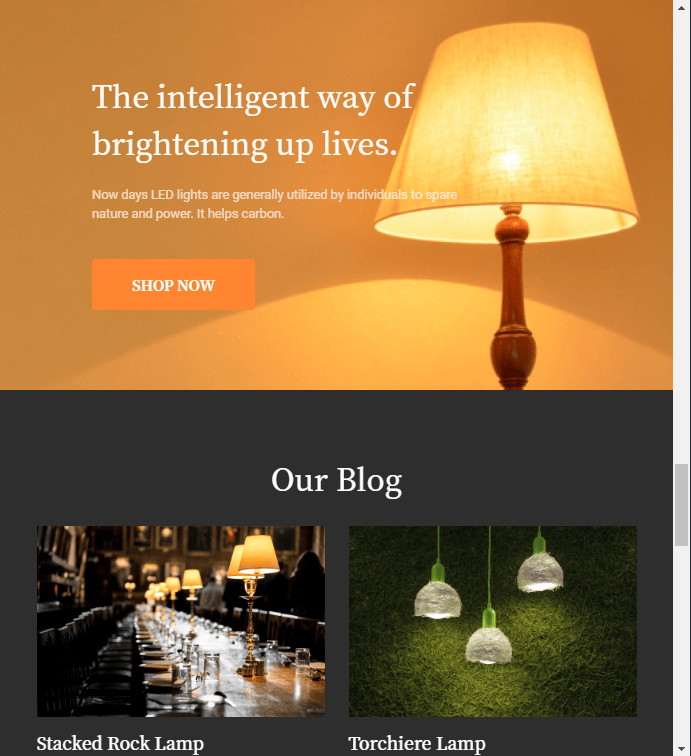 The intelligent way of
brightening up lives.
Now days LED lights are generally utilized by individuals to spare
nature and power. It helps carbon.
SHOP NOW
Our Blog
Stacked Rock Lamp
Torchiere Lamp